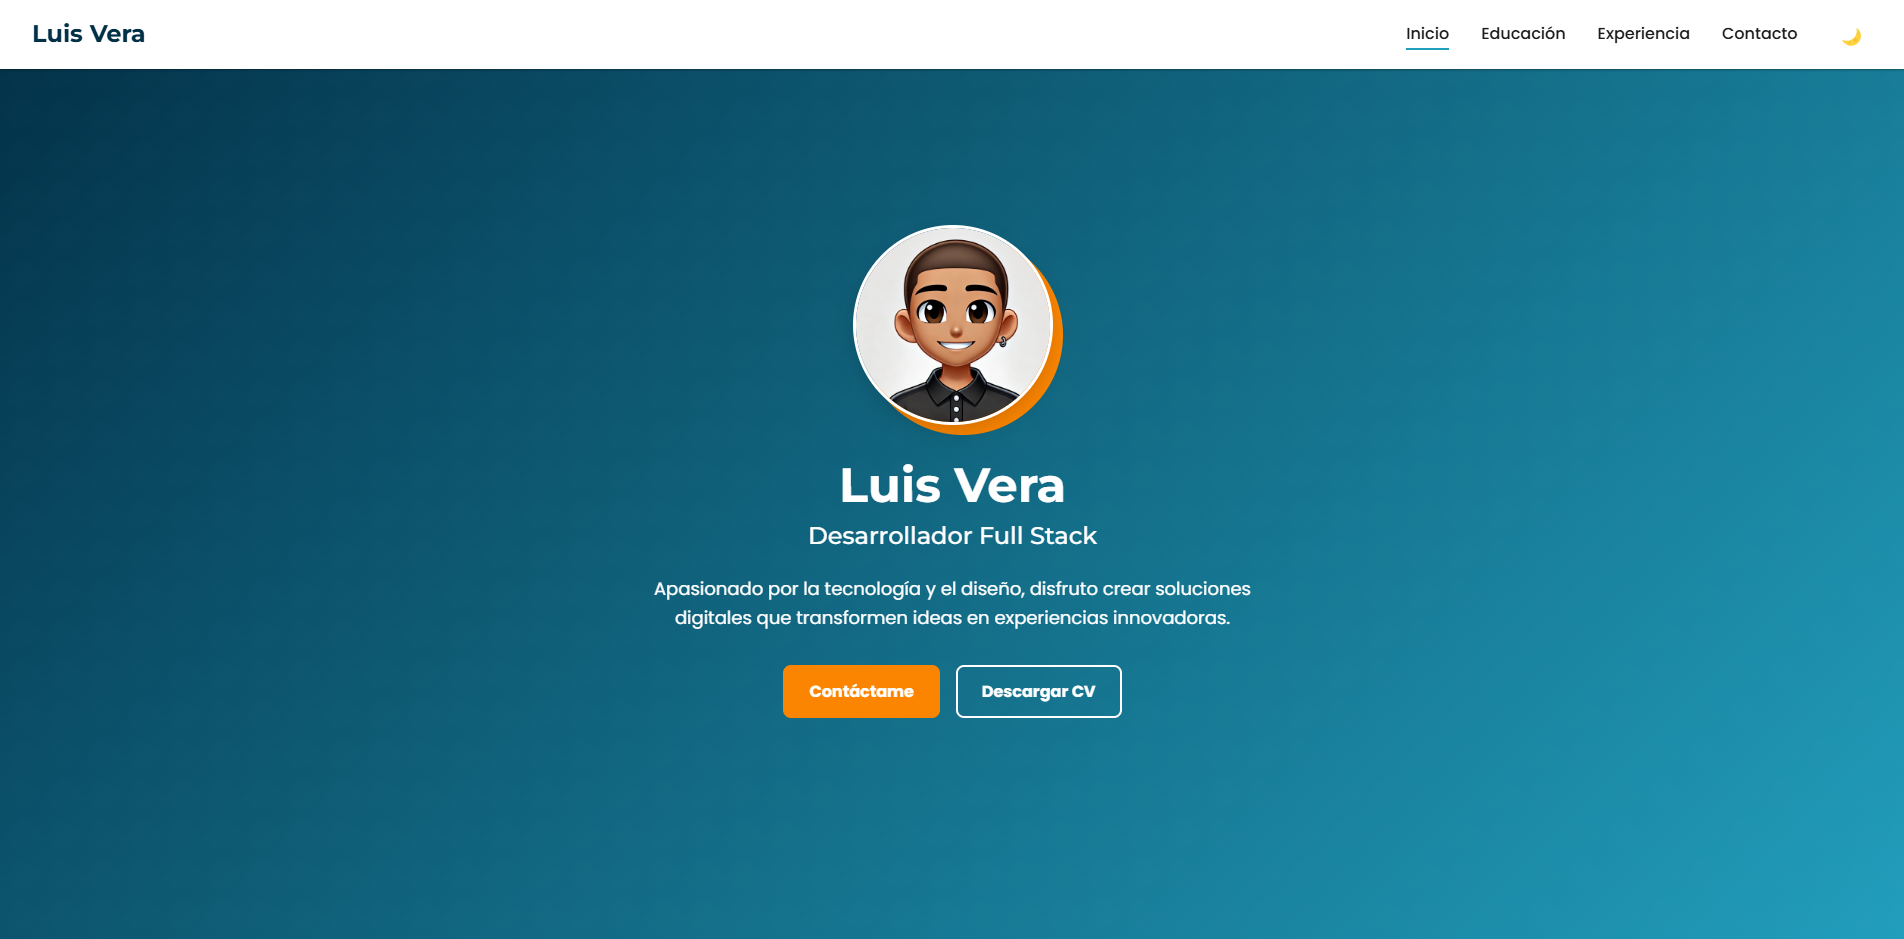 Luis Vera
Inicio Educación Experiencia Contacto
Luis Vera
Desarrollador Full Stack
Apasionado por la tecnología y el diseño, disfruto crear soluciones
digitales que transformen ideas en experiencias innovadoras.
Contáctame Descargar CV